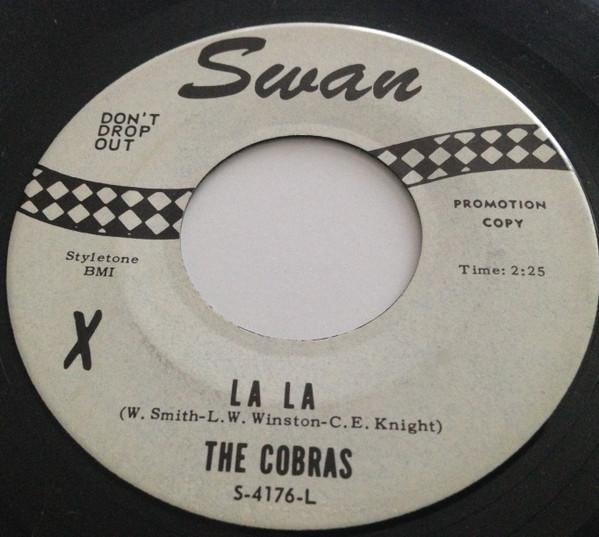 Swan
DON'T
DROP
OUT
PROMOTION
COPY
Styletone
BMI
Time: 2:25
X
LA LA
(W. Smith-L.W. Winston-C.E. Knight)
THE COBRAS
S-4176-L